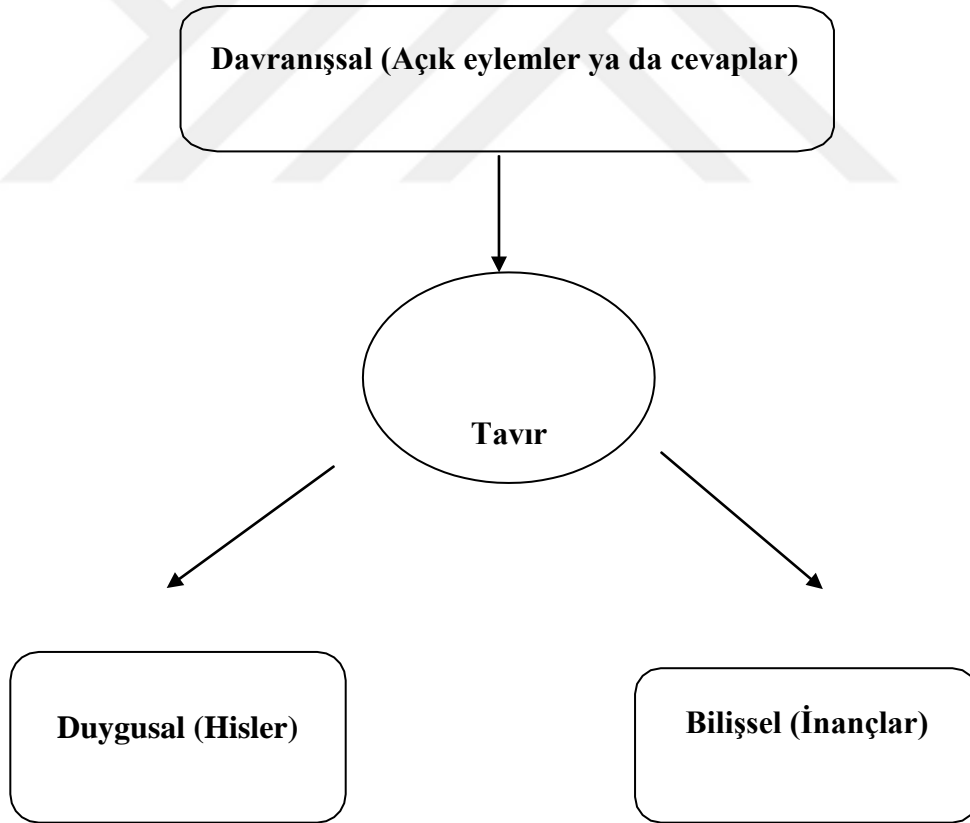 Davranışsal (Açık eylemler ya da cevaplar)
Tavır
Duygusal (Hisler)
Bilişsel (İnançlar)